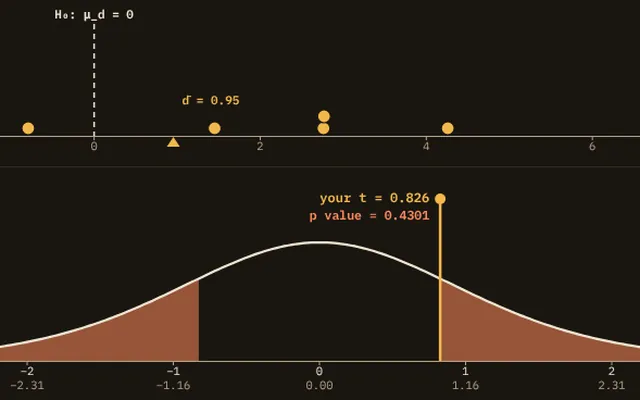 H₀: μ_d = 0
d̄ = 0.95
0 2 4 6
your t = 0.826
p value = 0.4301
−2 −1 0 1 2
−2.31 −1.16 0.00 1.16 2.31